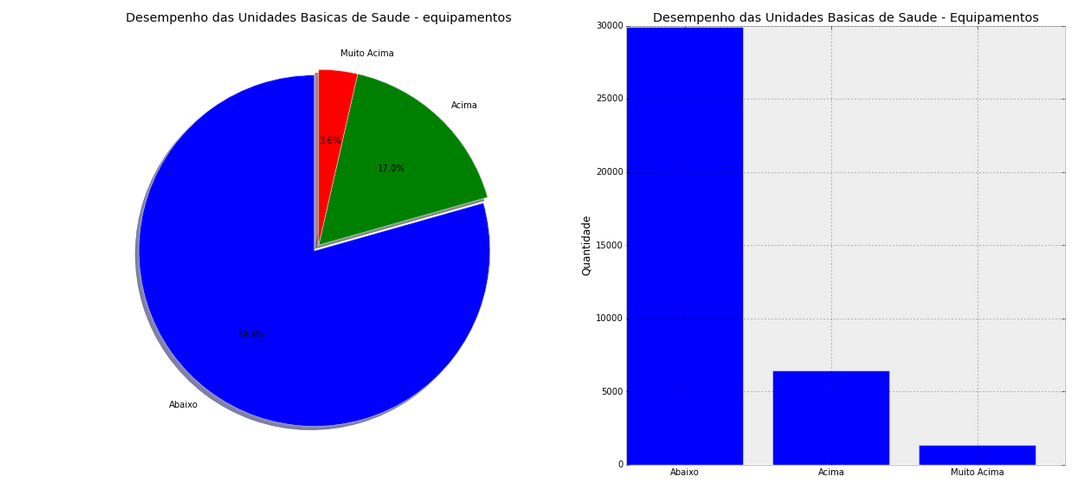 Desempenho das Unidades Basicas de Saude - equipamentos
Muito Acima
Acima
3.6%
17.0%
79.4%
Abaixo
Desempenho das Unidades Basicas de Saude - Equipamentos
30000
25000
20000
15000
10000
5000
0
Quantidade
Abaixo
Acima
Muito Acima